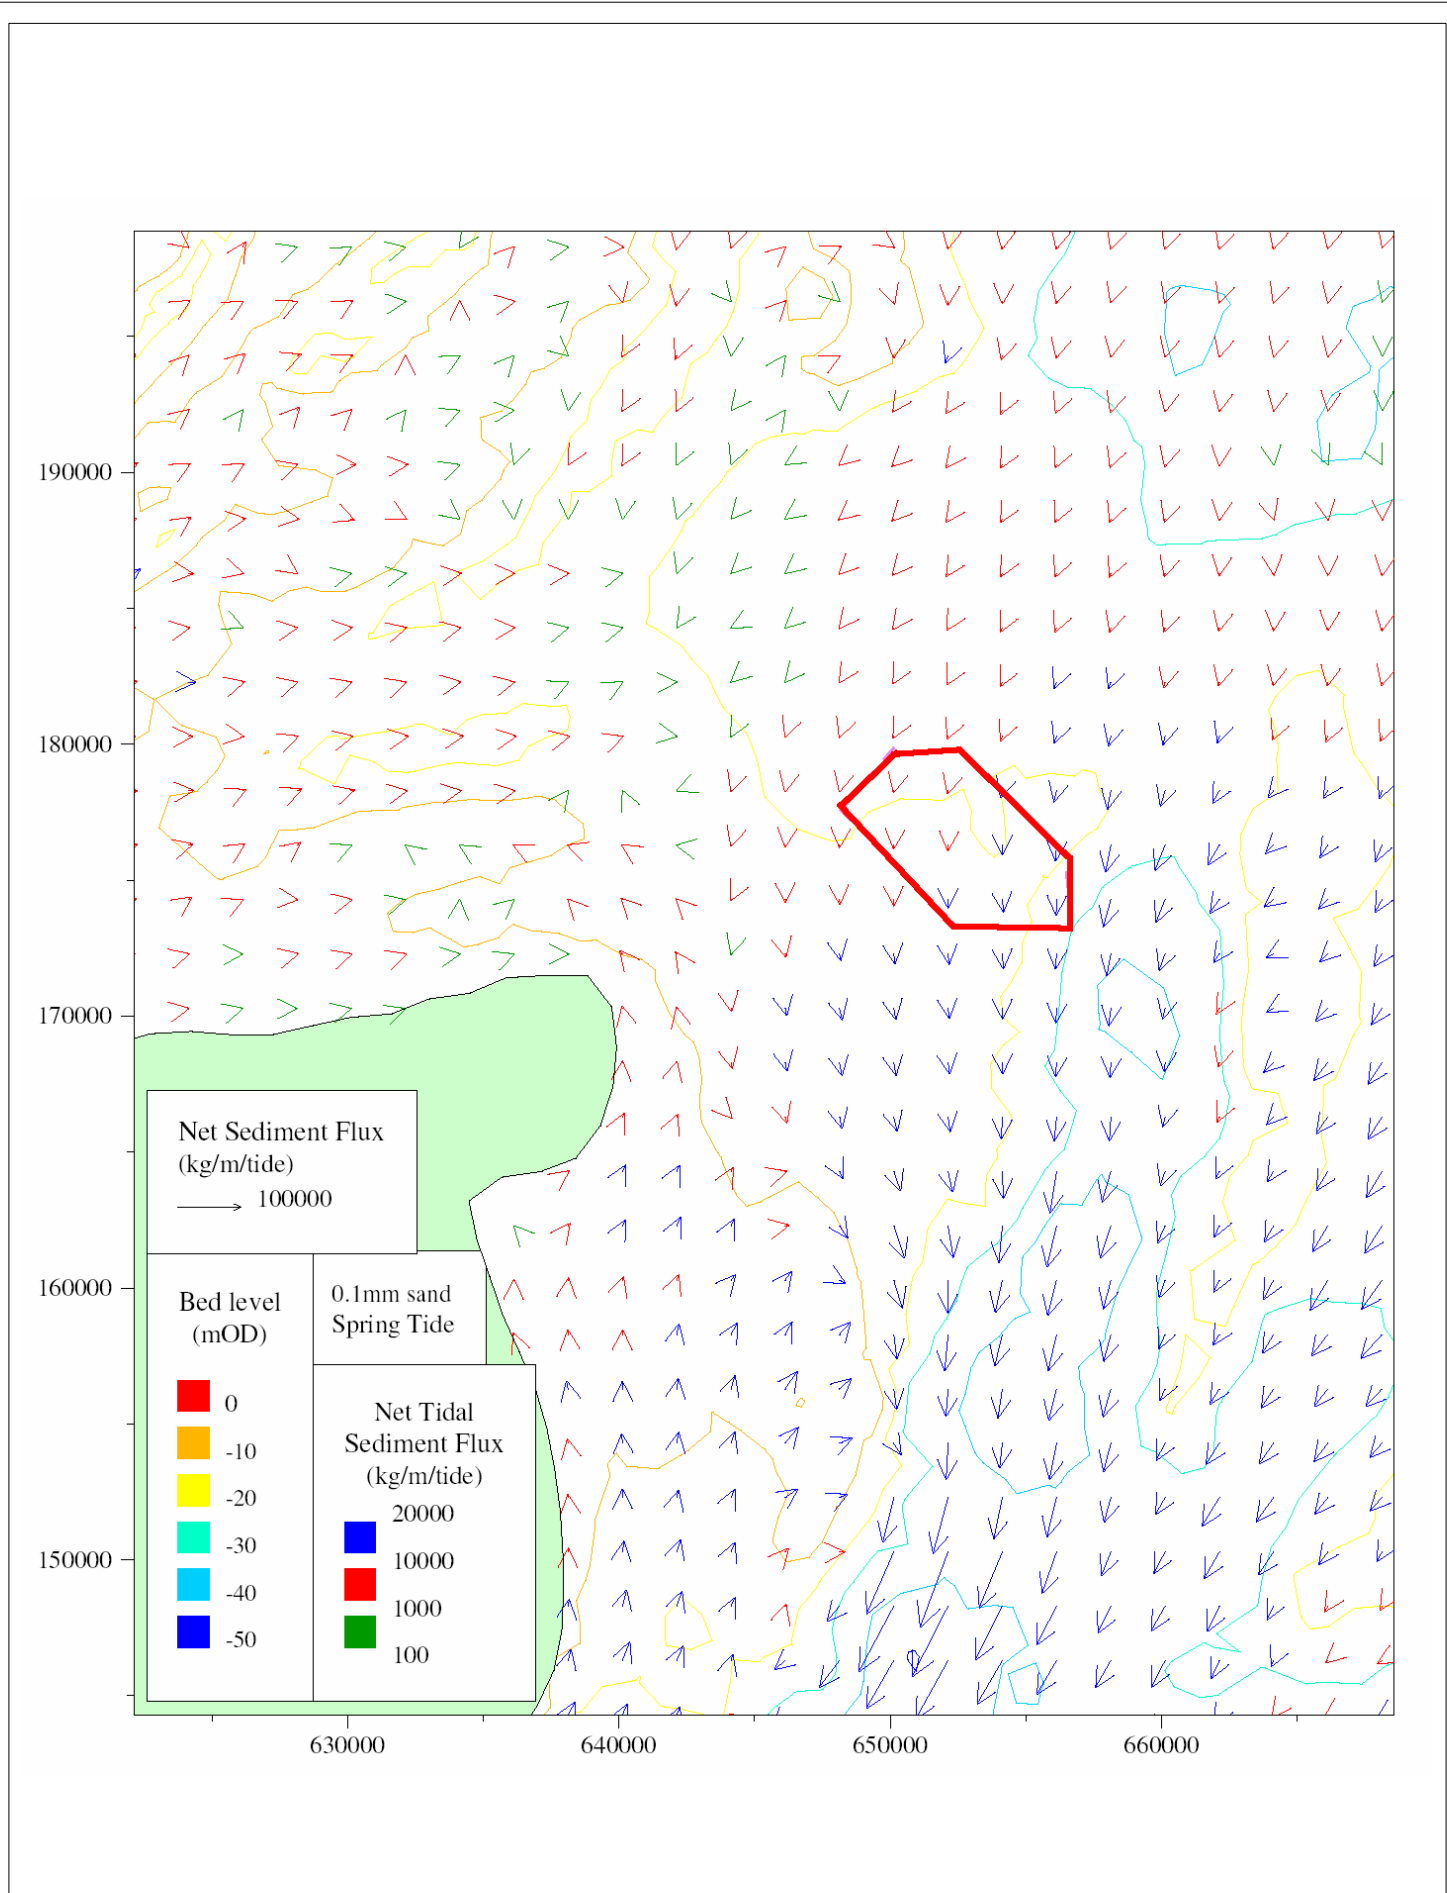 190000
180000
170000
160000
150000
630000
640000
650000
660000
Net Sediment Flux
(kg/m/tide)
100000
Bed level
(mOD)
0
-10
-20
-30
-40
-50
0.1mm sand
Spring Tide
Net Tidal
Sediment Flux
(kg/m/tide)
20000
10000
1000
100